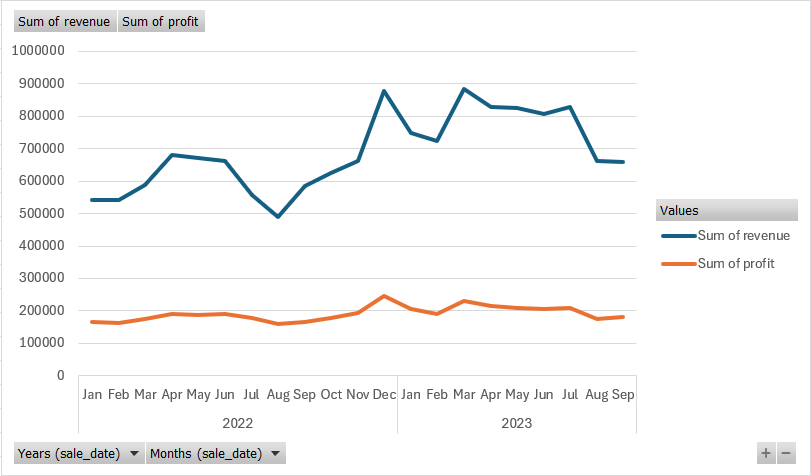 Sum of revenue Sum of profit
1000000
900000
800000
700000
600000
500000
400000
300000
200000
100000
0
Jan Feb Mar Apr May Jun Jul Aug Sep Oct Nov Dec Jan Feb Mar Apr May Jun Jul Aug Sep
2022 2023
Values
Sum of revenue
Sum of profit
Years (sale_date) Months (sale_date)
+ −